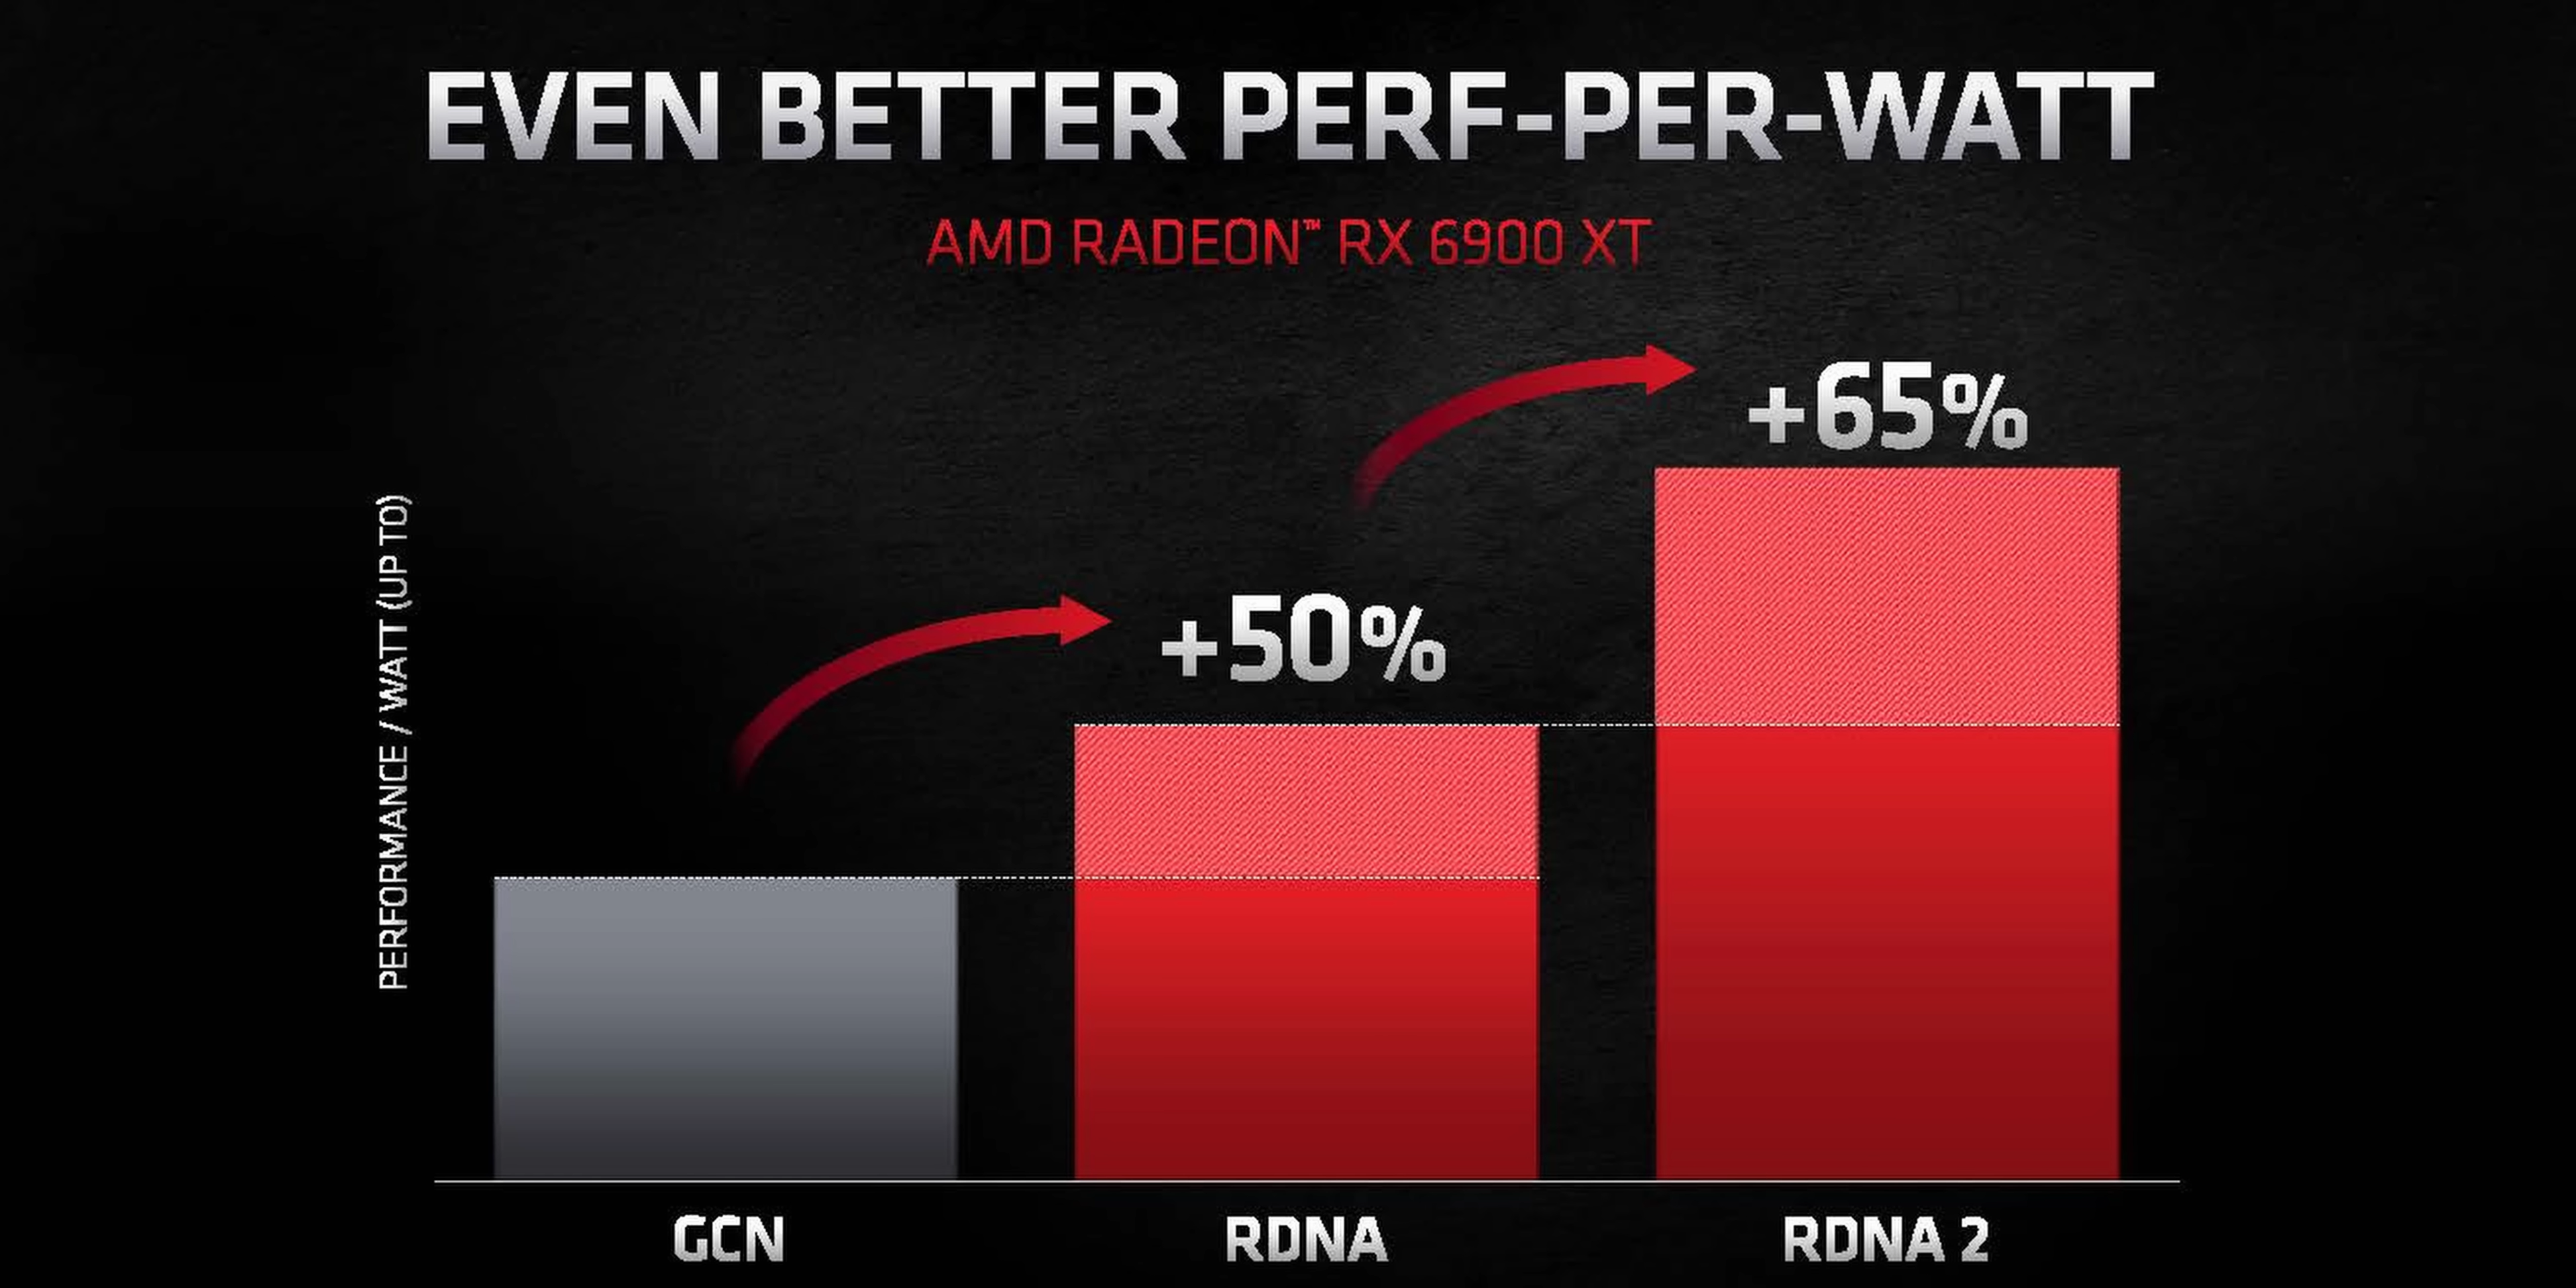 EVEN BETTER PERF-PER-WATT
AMD RADEON™ RX 6900 XT
+65%
+50%
PERFORMANCE / WATT (UP TO)
GCN
RDNA
RDNA 2